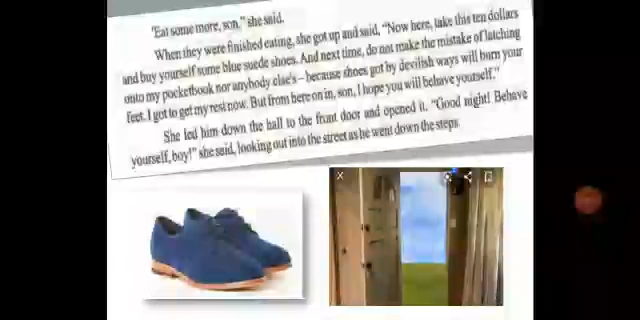 'Eat some more, son," she said.
When they were finished eating, she got up and said, "Now here, take this ten dollars
and buy yourself some blue suede shoes. And next time, do not make the mistake of latching
onto my pocketbook nor anybody else's – because shoes got by devilish ways will burn your
feet. I got to get my rest now. But from here on in, son, I hope you will behave yourself."
She led him down the hall to the front door and opened it. "Good night! Behave
yourself, boy!" she said, looking out into the street as he went down the steps.